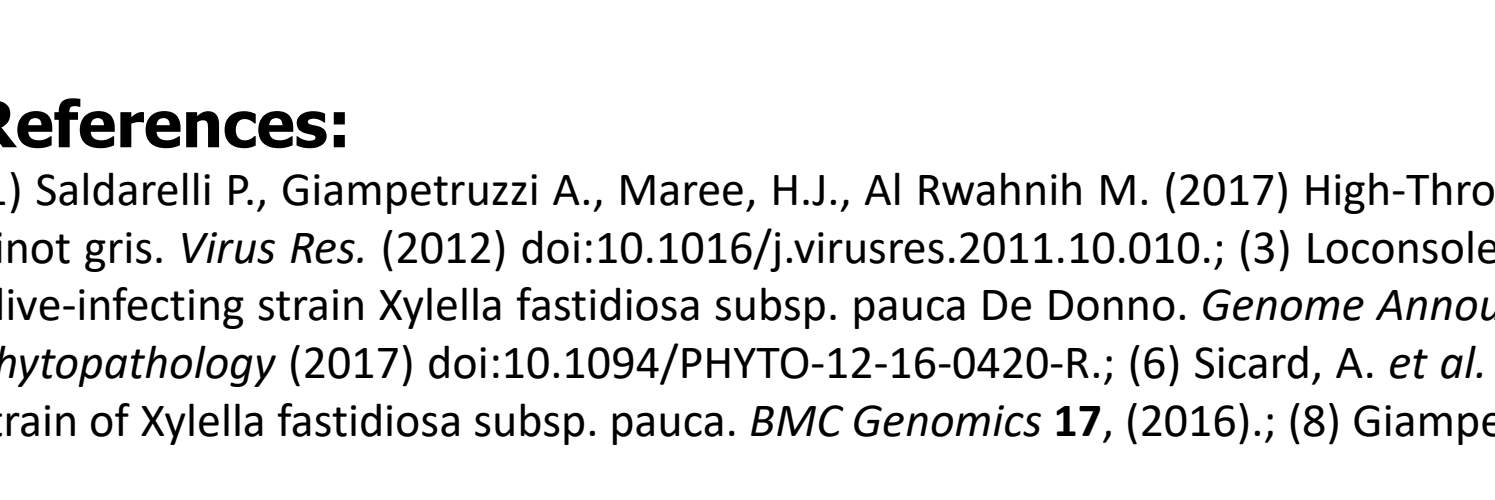 References:
1) Saldarelli P., Giampetruzzi A., Maree, H.J., Al Rwahnih M. (2017) High-Thro
inot gris. Virus Res. (2012) doi:10.1016/j.virusres.2011.10.010.; (3) Loconsole
live-infecting strain Xylella fastidiosa subsp. pauca De Donno. Genome Annou
hytopathology (2017) doi:10.1094/PHYTO-12-16-0420-R.; (6) Sicard, A. et al.
train of Xylella fastidiosa subsp. pauca. BMC Genomics 17, (2016).; (8) Giampe